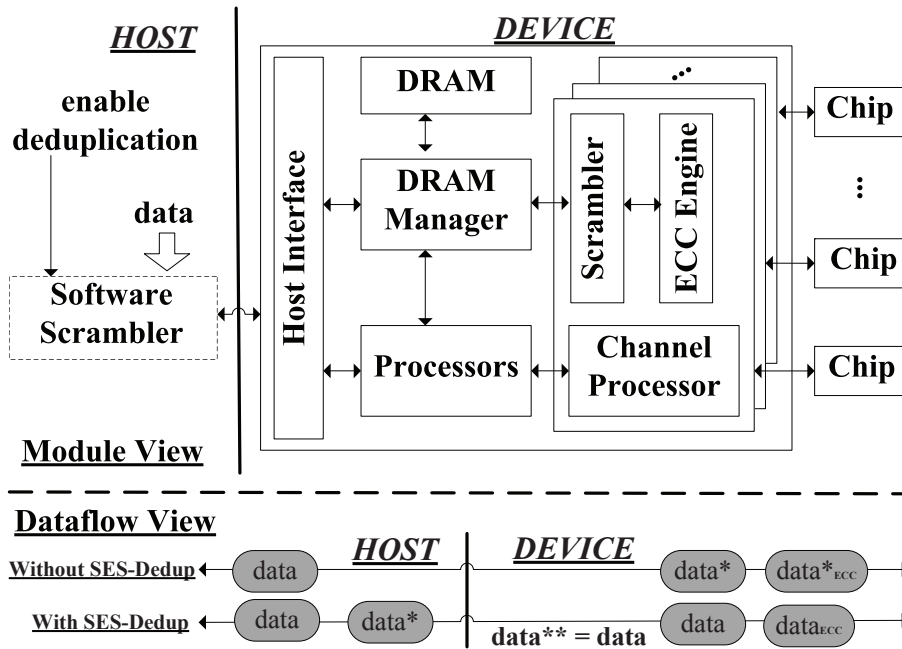 HOST
DEVICE
enable
deduplication
data
Software
Scrambler
Host Interface
DRAM
DRAM
Manager
Processors
...
Scrambler
ECC Engine
Channel
Processor
Chip
...
Chip
Chip
Module View
Dataflow View
HOST
DEVICE
Without SES-Dedup
data
data*
data*ECC
With SES-Dedup
data
data*
data** = data
data
dataECC